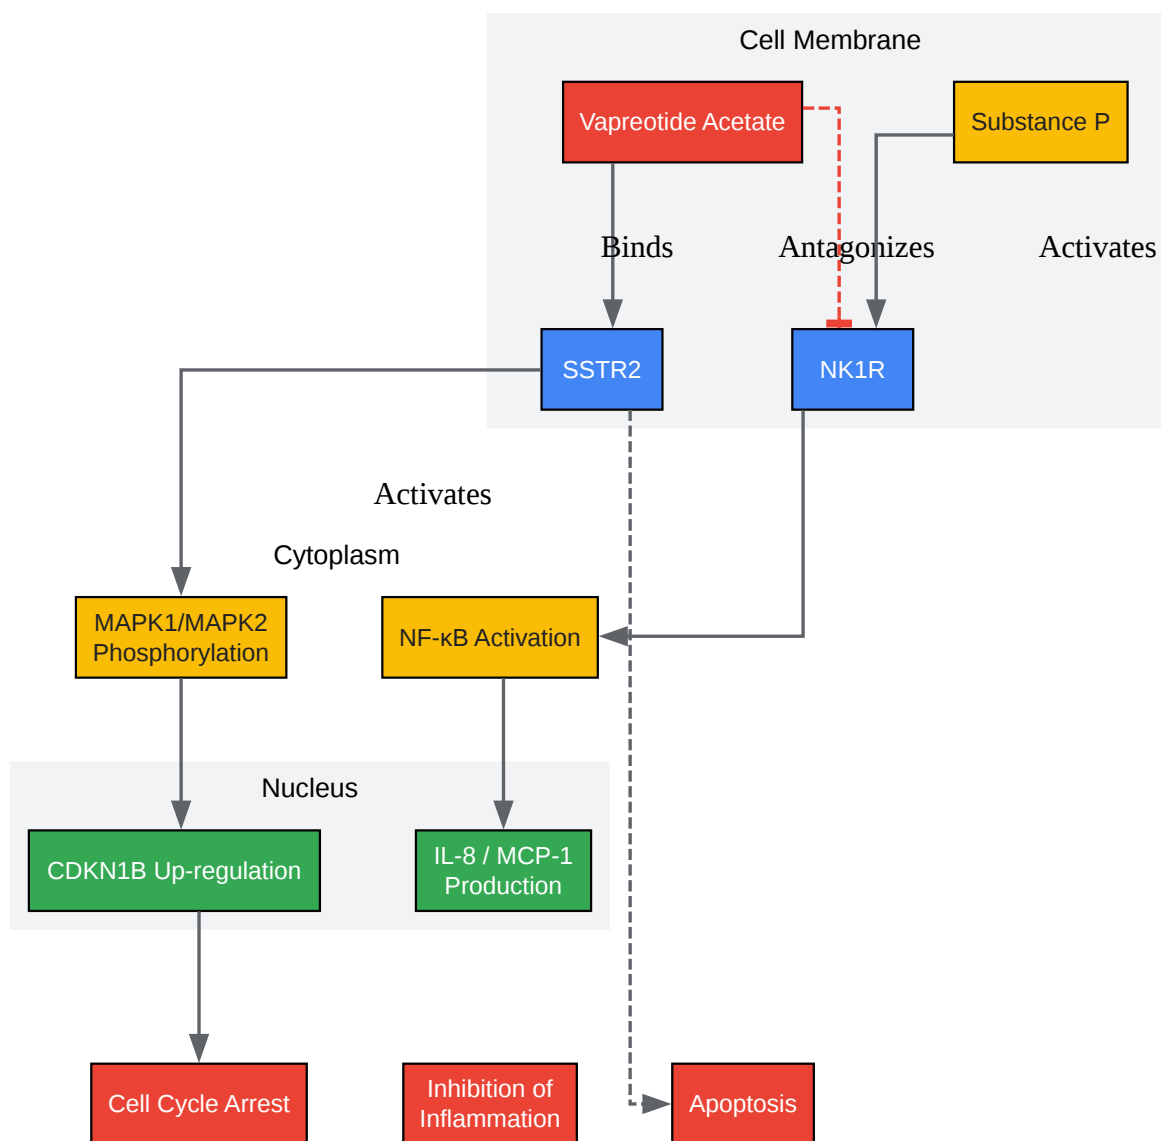 Cell Membrane
Vapreotide Acetate
Substance P
Binds
Antagonizes
Activates
SSTR2
NK1R
Activates
Cytoplasm
MAPK1/MAPK2
Phosphorylation
NF-κB Activation
Nucleus
CDKN1B Up-regulation
IL-8 / MCP-1
Production
Cell Cycle Arrest
Inhibition of
Inflammation
Apoptosis